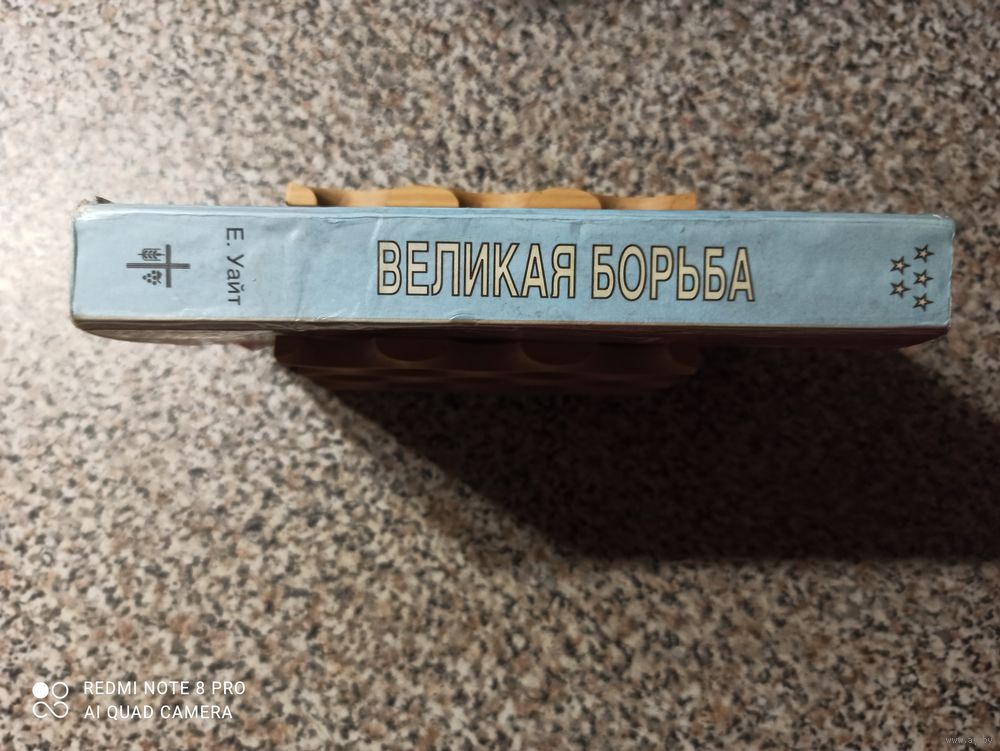 Е. Уайт
ВЕЛИКАЯ БОРЬБА
REDMI NOTE 8 PRO
AI QUAD CAMERA